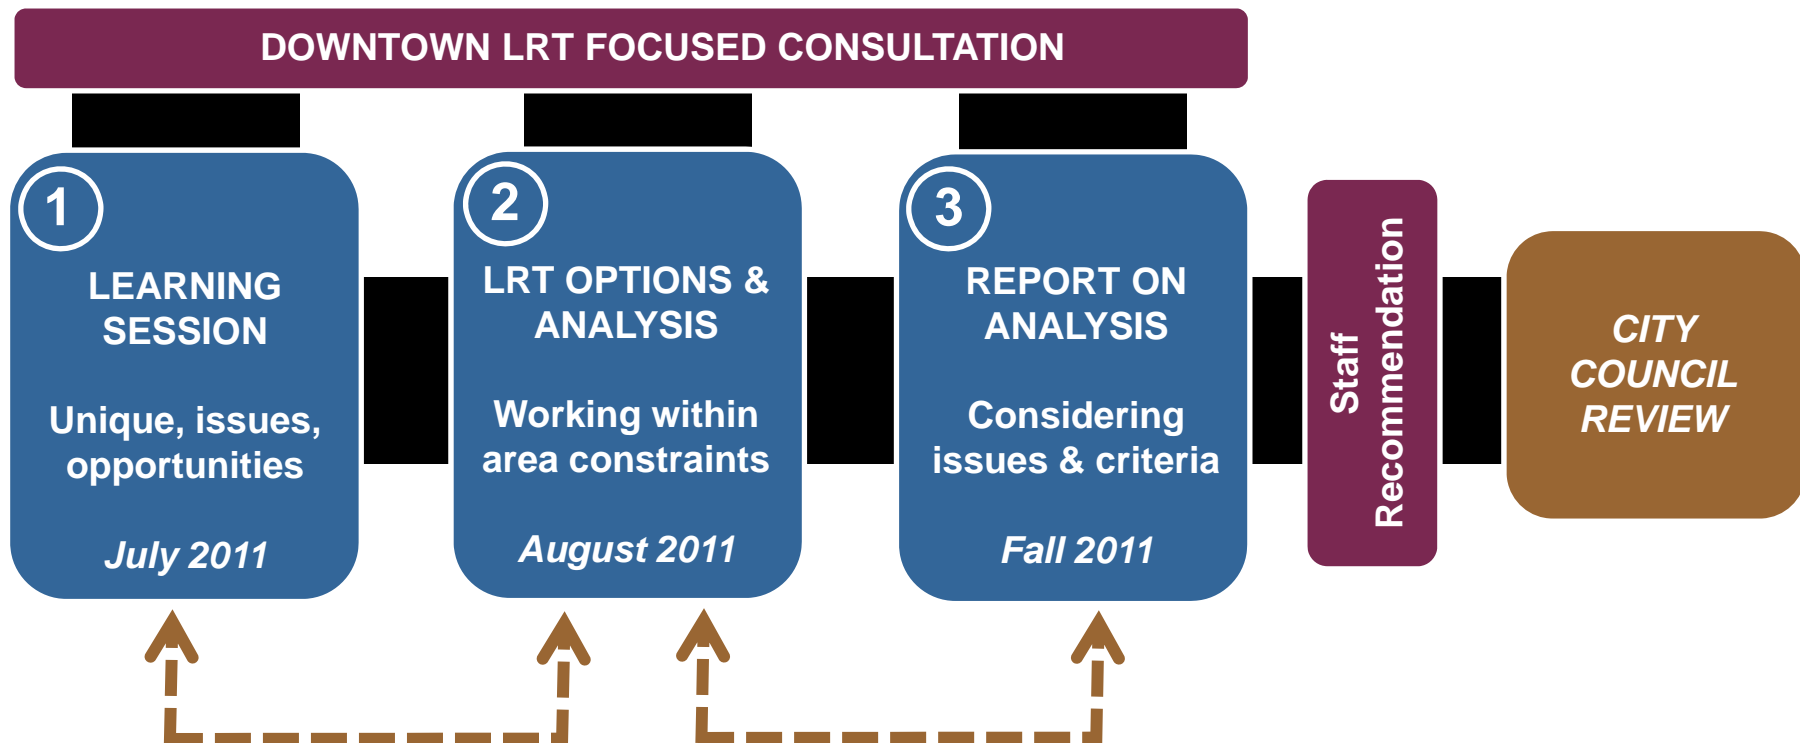 DOWNTOWN LRT FOCUSED CONSULTATION
1
LEARNING
SESSION
Unique, issues,
opportunities
July 2011
2
LRT OPTIONS &
ANALYSIS
Working within
area constraints
August 2011
3
REPORT ON
ANALYSIS
Considering
issues & criteria
Fall 2011
Staff
Recommendation
CITY
COUNCIL
REVIEW